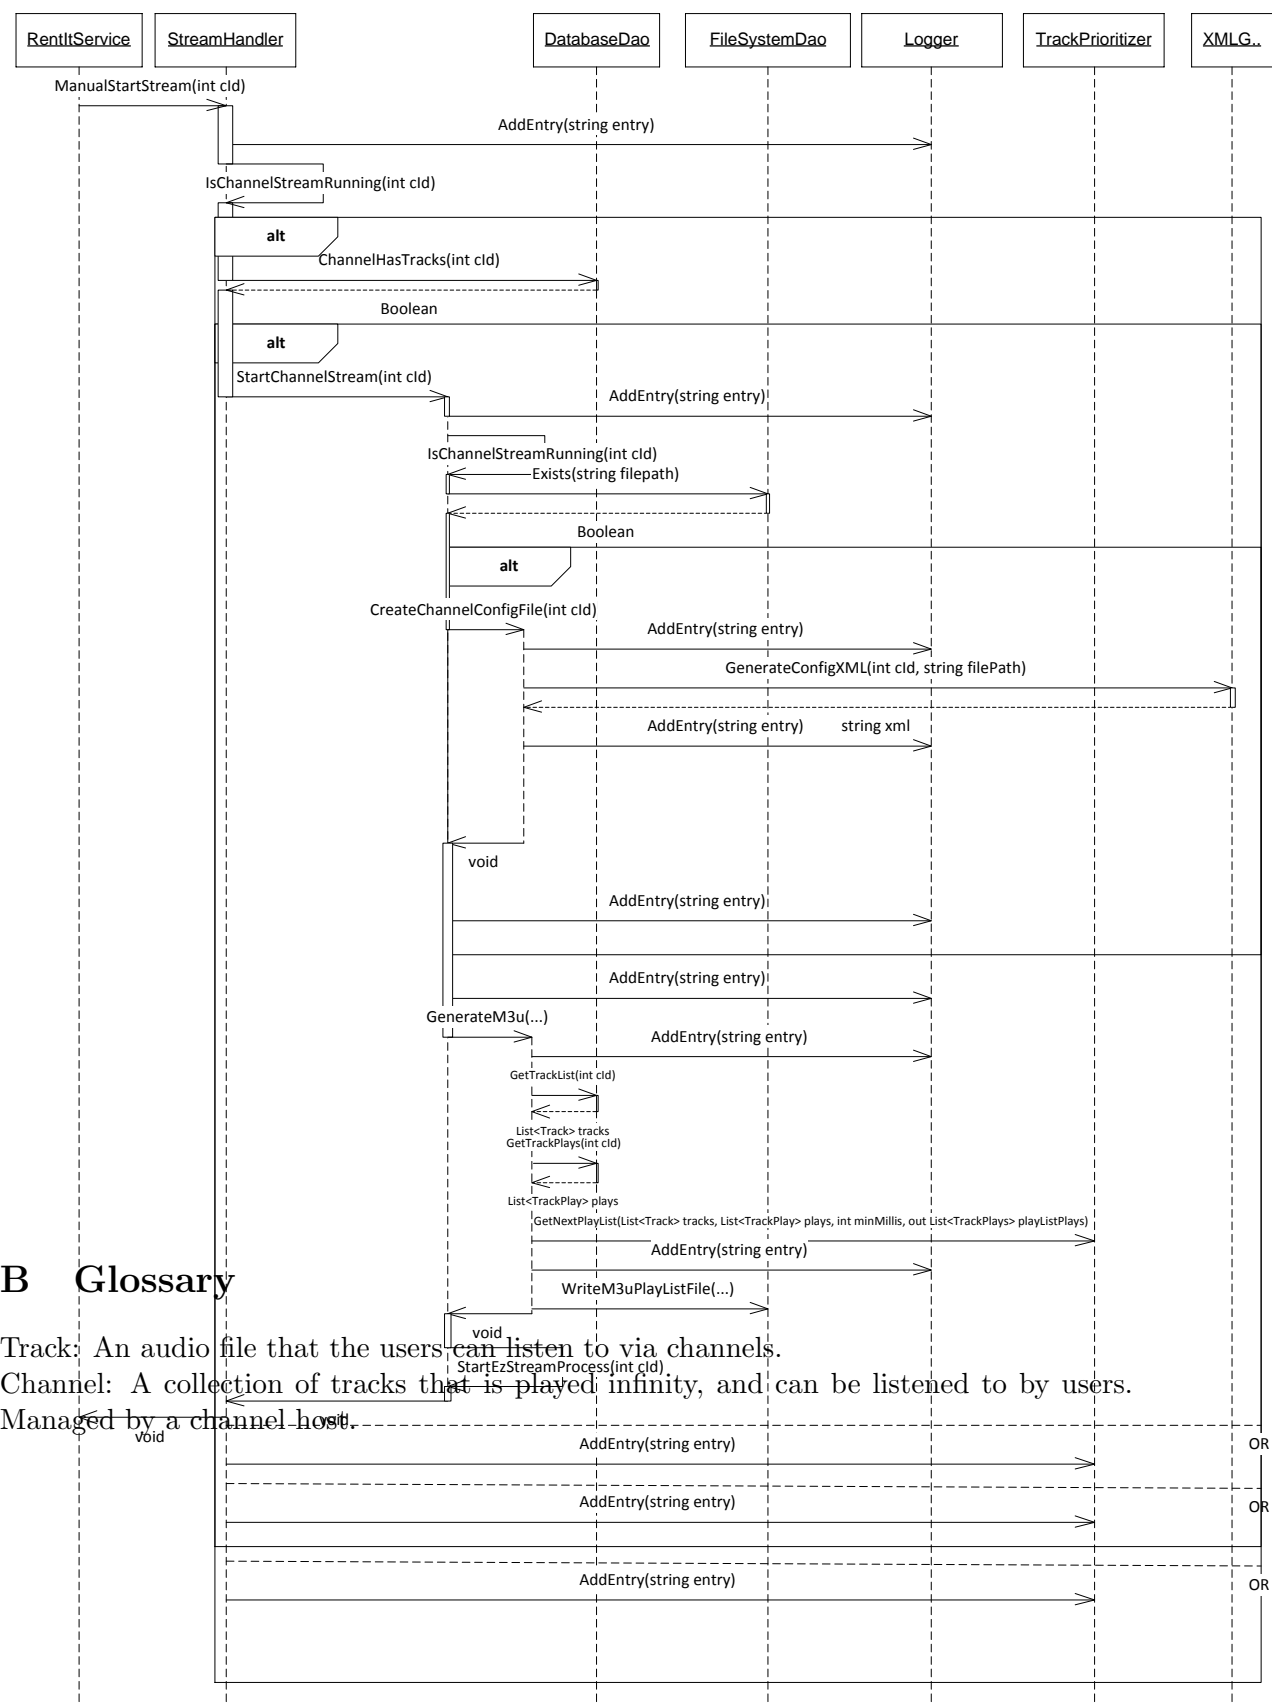 RentItService StreamHandler DatabaseDao FileSystemDao Logger TrackPrioritizer XMLG..
ManualStartStream(int cId)
AddEntry(string entry)
IsChannelStreamRunning(int cId)
alt
ChannelHasTracks(int cId)
Boolean
alt
StartChannelStream(int cId)
AddEntry(string entry)
IsChannelStreamRunning(int cId)
Exists(string filepath)
Boolean
alt
CreateChannelConfigFile(int cId)
AddEntry(string entry)
GenerateConfigXML(int cId, string filePath)
AddEntry(string entry) string xml
void
AddEntry(string entry)
AddEntry(string entry)
GenerateM3u(...)
AddEntry(string entry)
GetTrackList(int cId)
List<Track> tracks
GetTrackPlays(int cId)
List<TrackPlay> plays
GetNextPlayList(List<Track> tracks, List<TrackPlay> plays, int minMillis, out List<TrackPlays> playListPlays)
AddEntry(string entry)
B Glossary
WriteM3uPlayListFile(...)
void
Track: An audio file that the users can listen to via channels.
StartEzStreamProcess(int cId)
Channel: A collection of tracks that is played infinity, and can be listened to by users.
Managed by a channel host.
void
void
AddEntry(string entry) OR
AddEntry(string entry) OR
AddEntry(string entry) OR